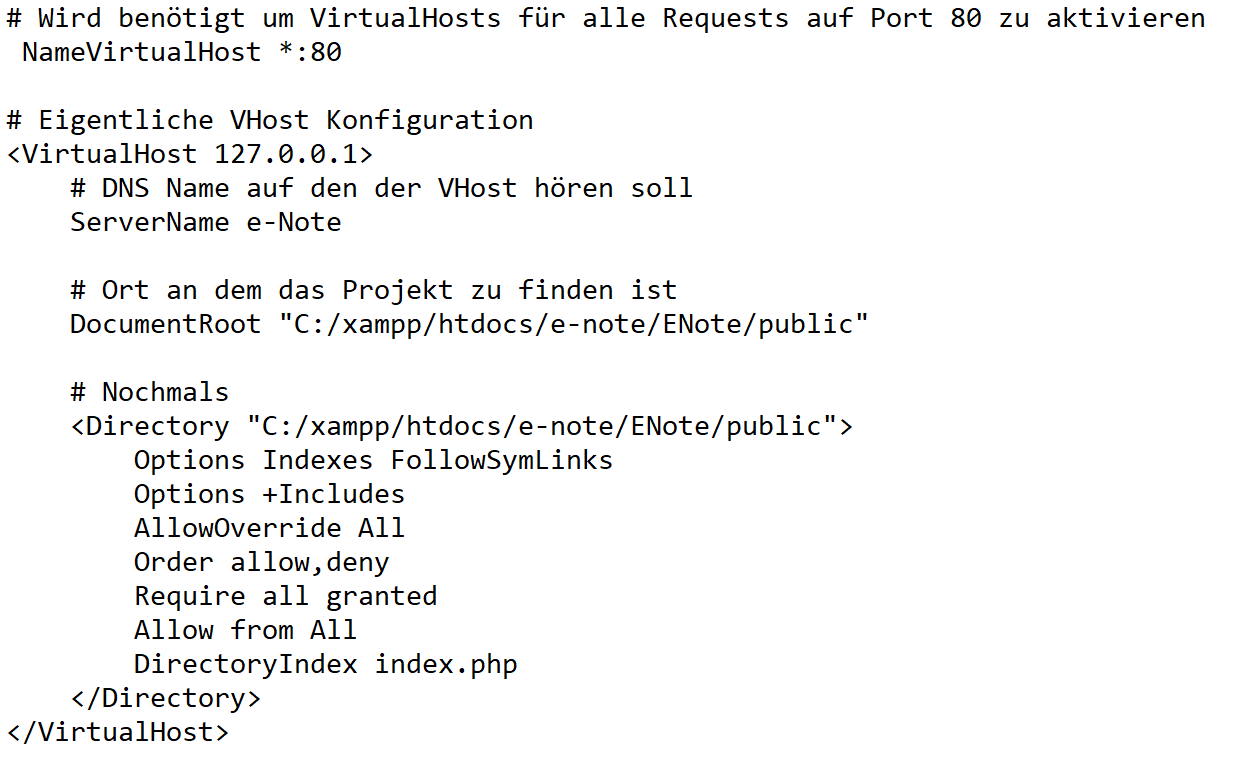 # Wird benötigt um VirtualHosts für alle Requests auf Port 80 zu aktivieren
 NameVirtualHost *:80

# Eigentliche VHost Konfiguration
<VirtualHost 127.0.0.1>
    # DNS Name auf den der VHost hören soll
    ServerName e-Note

    # Ort an dem das Projekt zu finden ist
    DocumentRoot "C:/xampp/htdocs/e-note/ENote/public"

    # Nochmals
    <Directory "C:/xampp/htdocs/e-note/ENote/public">
        Options Indexes FollowSymLinks
        Options +Includes
        AllowOverride All
        Order allow,deny
        Require all granted
        Allow from All
        DirectoryIndex index.php
    </Directory>
</VirtualHost>